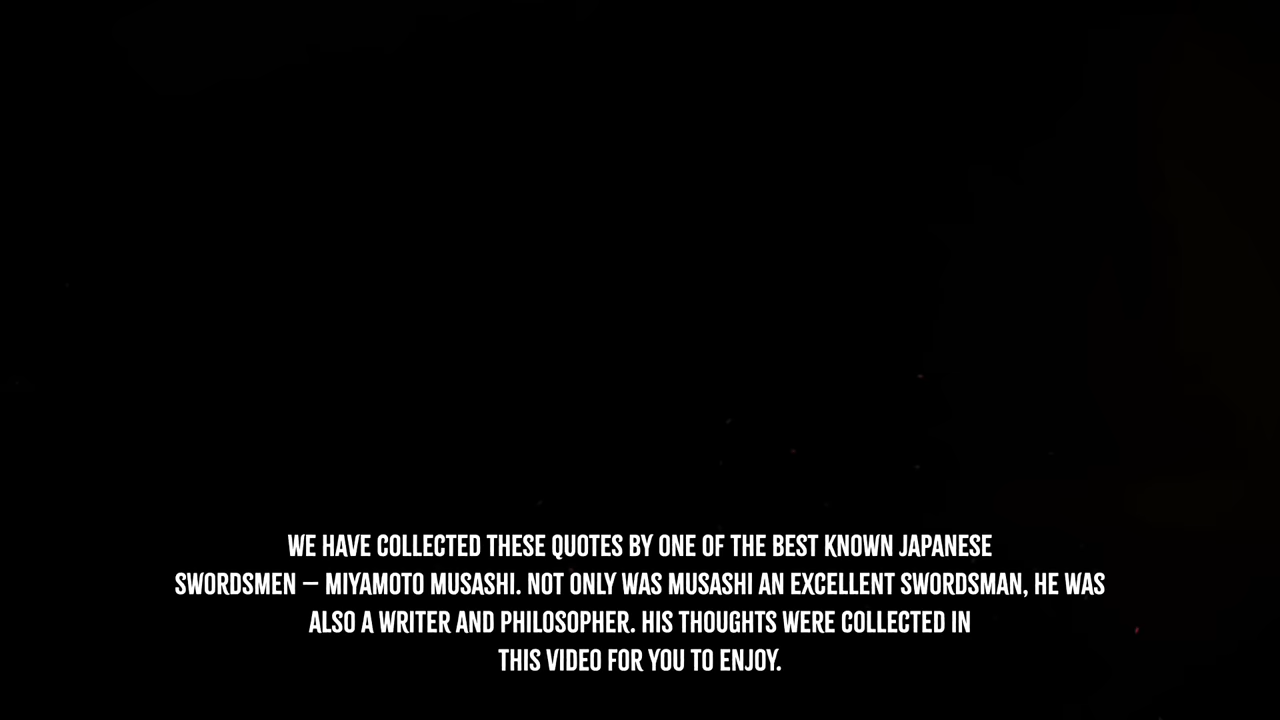 WE HAVE COLLECTED THESE QUOTES BY ONE OF THE BEST KNOWN JAPANESE
SWORDSMEN – MIYAMOTO MUSASHI. NOT ONLY WAS MUSASHI AN EXCELLENT SWORDSMAN, HE WAS
ALSO A WRITER AND PHILOSOPHER. HIS THOUGHTS WERE COLLECTED IN
THIS VIDEO FOR YOU TO ENJOY.